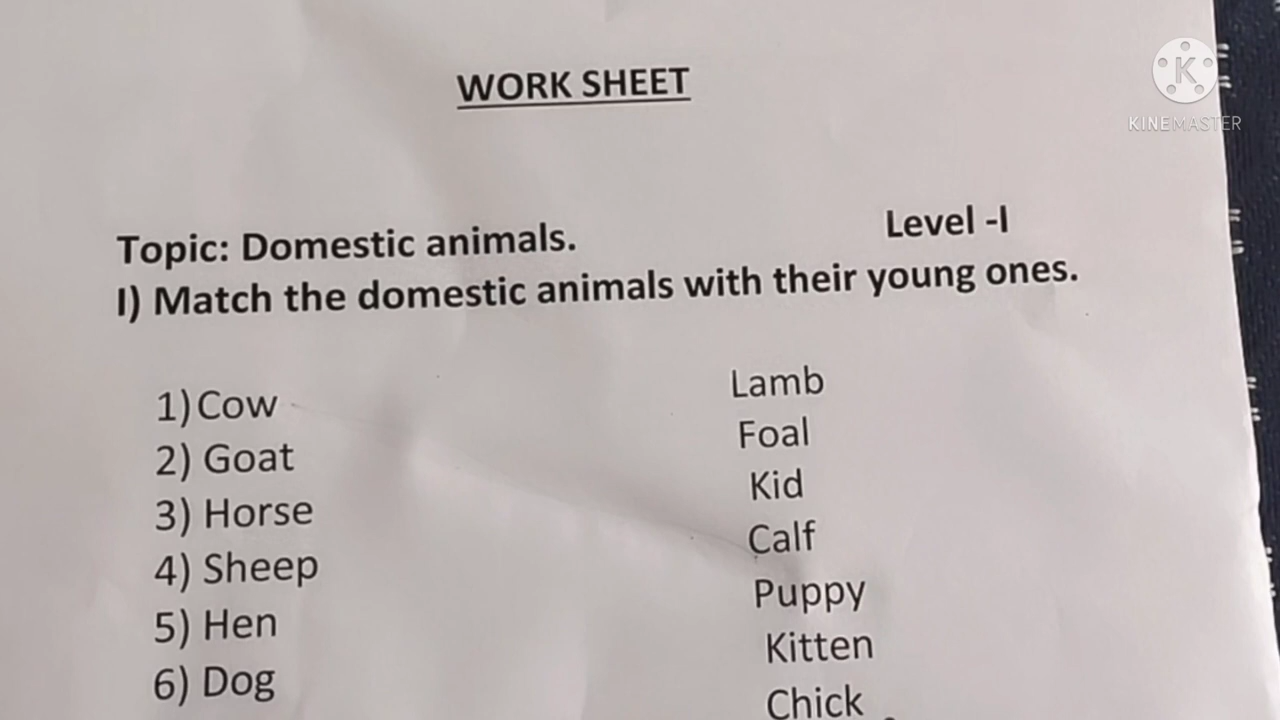 WORK SHEET
K
KINEMASTER
Topic: Domestic animals. Level -I
I) Match the domestic animals with their young ones.
1) Cow Lamb
2) Goat Foal
3) Horse Kid
4) Sheep Calf
5) Hen Puppy
6) Dog Kitten
Chick